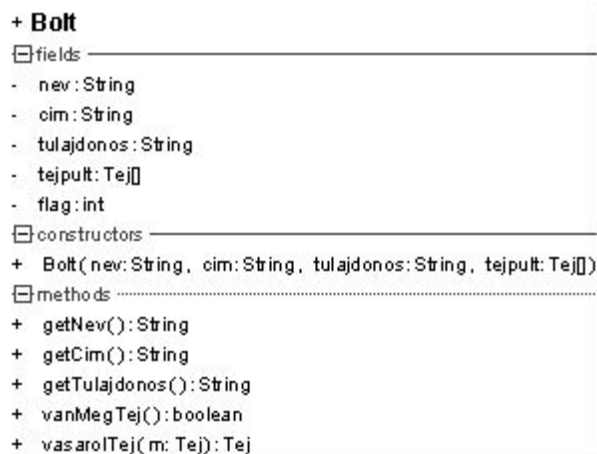 + Bolt
fields
- nev:String
- cim:String
- tulajdonos:String
- tejpult:Tej[]
- flag:int
constructors
+ Bolt(nev:String, cim:String, tulajdonos:String, tejpult:Tej[])
methods
+ getNev():String
+ getCim():String
+ getTulajdonos():String
+ vanMegTej():boolean
+ vasarolTej(m: Tej):Tej